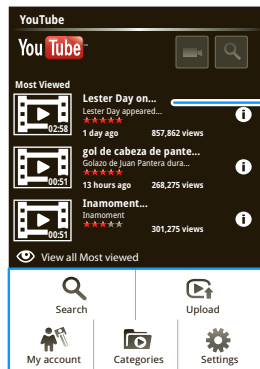 YouTube
You Tube
Most Viewed
Lester Day on...
Lester Day appeared...
02:58
1 day ago 857,862 views
gol de cabeza de pante...
Golazo de Juan Pantera dura...
00:51
13 hours ago 268,275 views
Inamoment...
Inamoment
00:51
301,275 views
View all Most viewed
Search Upload
My account Categories Settings